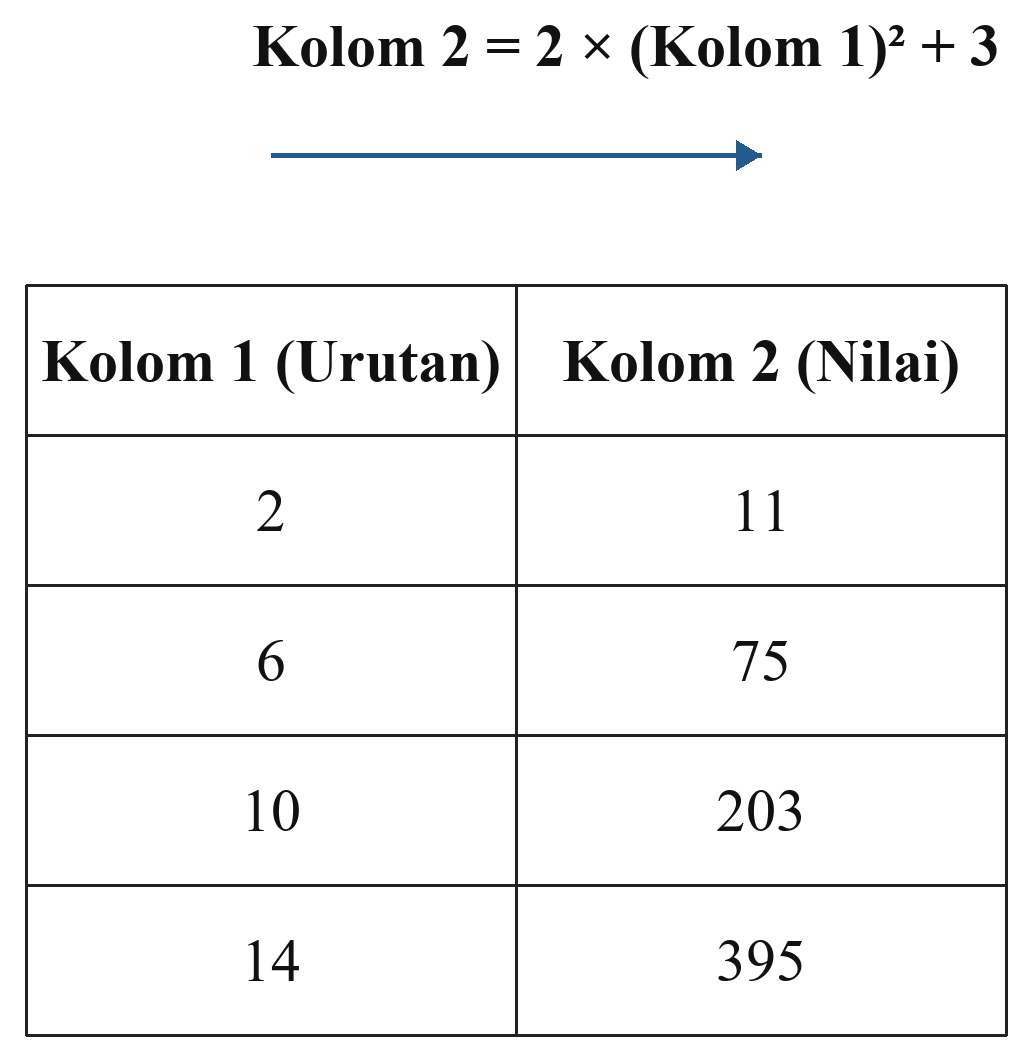 Kolom 2 = 2 × (Kolom 1)² + 3
Kolom 1 (Urutan) Kolom 2 (Nilai)
2 11
6 75
10 203
14 395